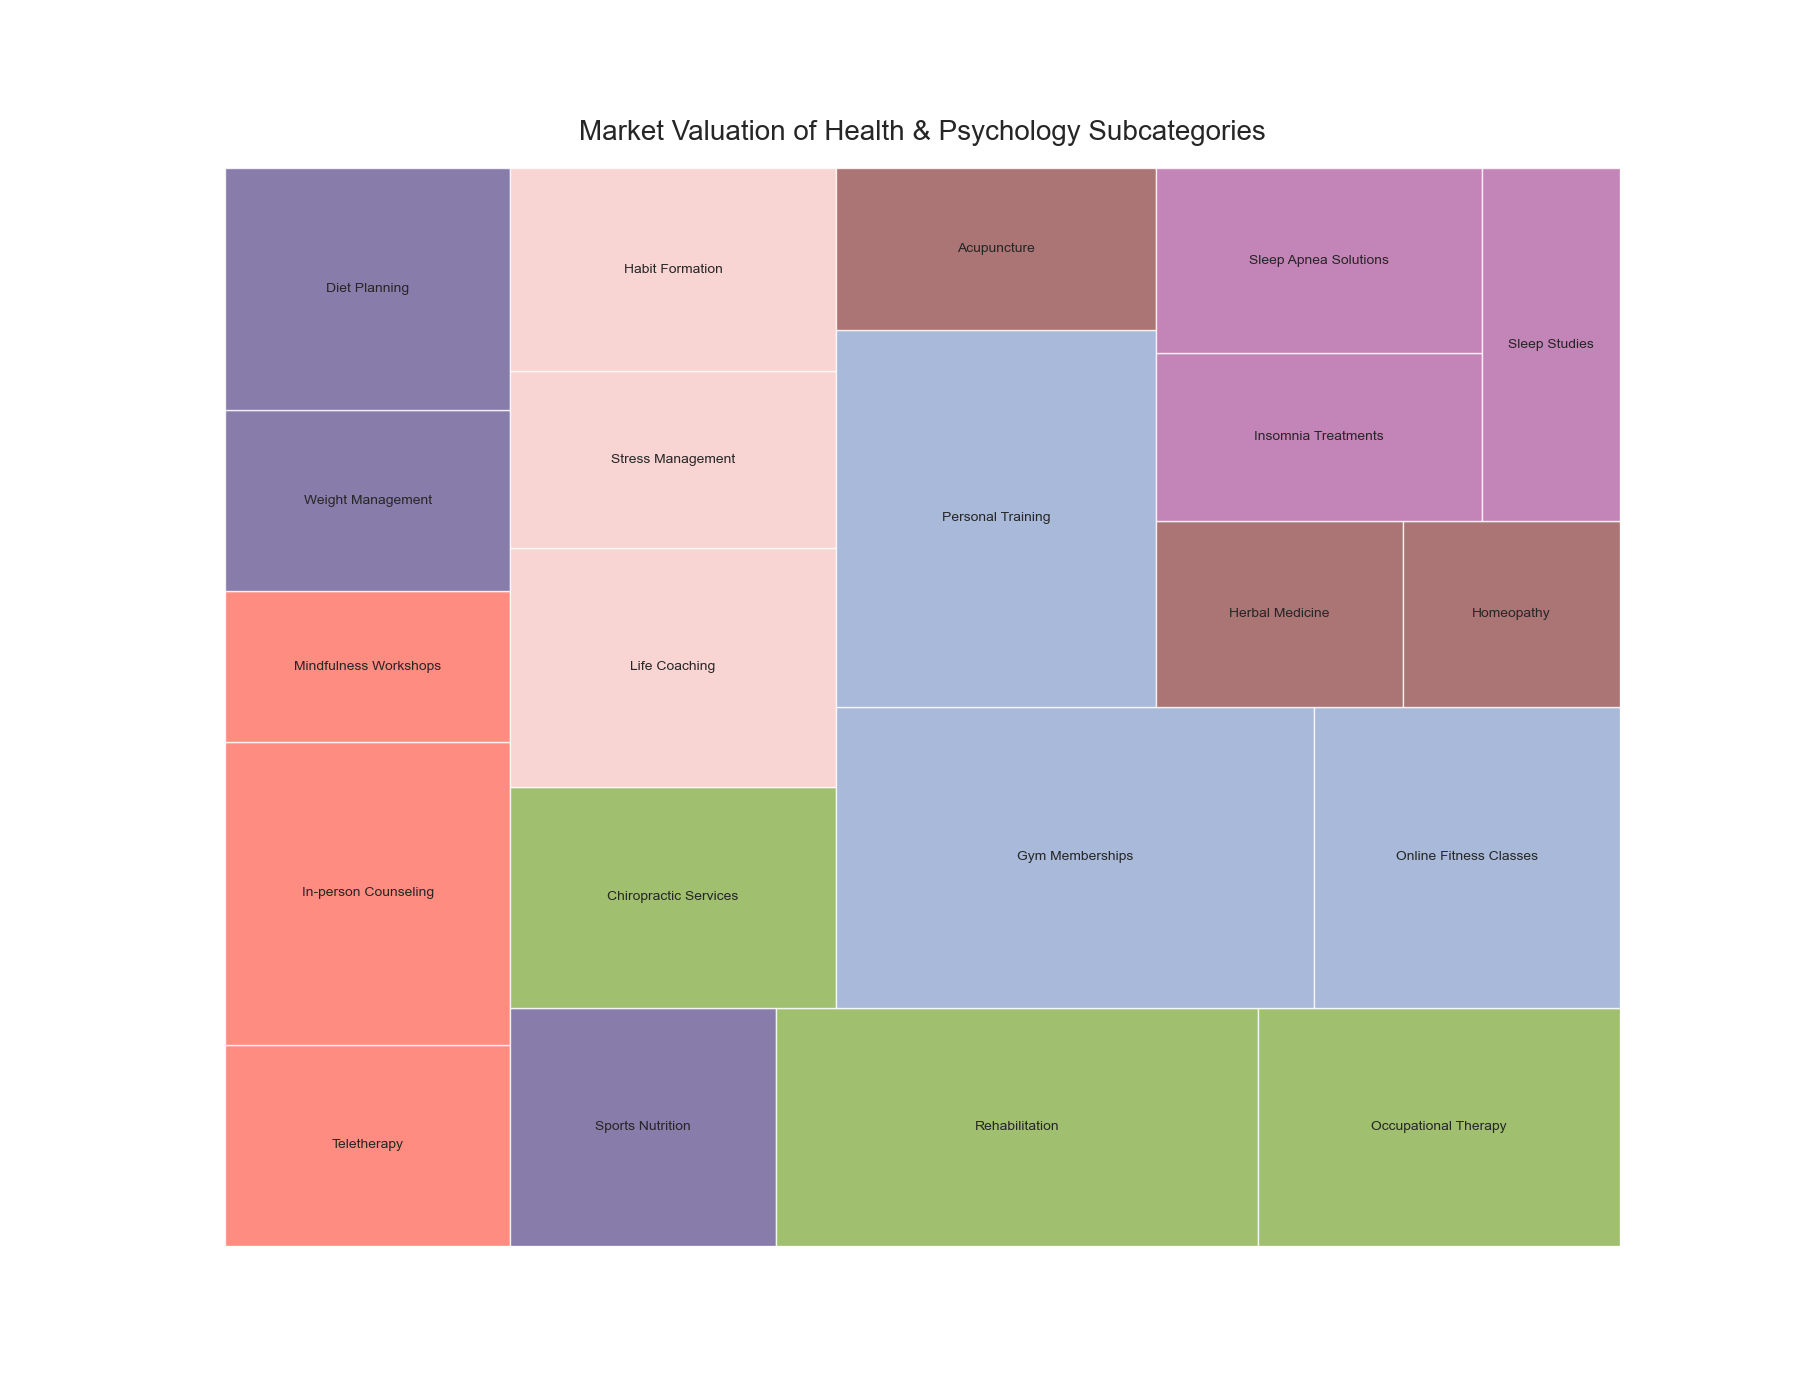 Market Valuation of Health & Psychology Subcategories
Diet Planning
Weight Management
Mindfulness Workshops
In-person Counseling
Teletherapy
Habit Formation
Stress Management
Life Coaching
Chiropractic Services
Sports Nutrition
Rehabilitation
Occupational Therapy
Acupuncture
Personal Training
Gym Memberships
Online Fitness Classes
Sleep Apnea Solutions
Insomnia Treatments
Sleep Studies
Herbal Medicine
Homeopathy